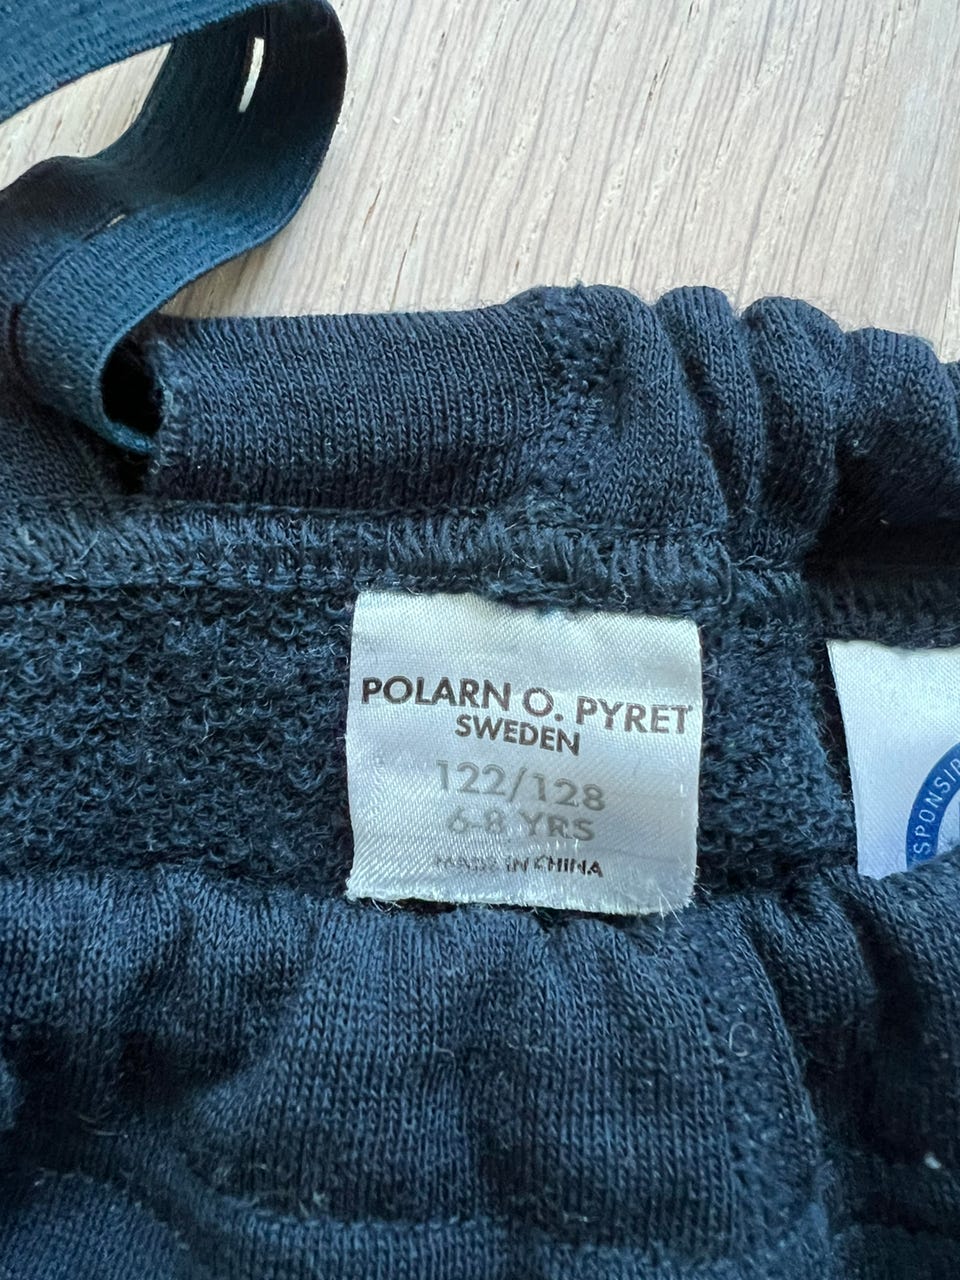 POLARN O. PYRET
SWEDEN
122/128
6-8 YRS
MADE IN CHINA